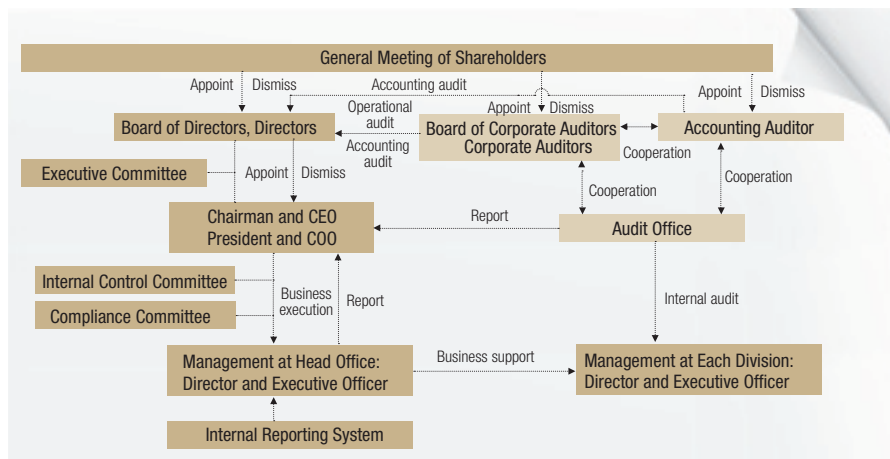 General Meeting of Shareholders
Appoint Dismiss
Accounting audit
Appoint Dismiss
Appoint Dismiss
Board of Directors, Directors
Operational
audit
Accounting
audit
Board of Corporate Auditors
Corporate Auditors
Cooperation
Accounting Auditor
Executive Committee
Appoint Dismiss
Cooperation
Cooperation
Chairman and CEO
President and COO
Report
Audit Office
Internal Control Committee
Compliance Committee
Business
execution
Report
Internal audit
Management at Head Office:
Director and Executive Officer
Business support
Management at Each Division:
Director and Executive Officer
Internal Reporting System